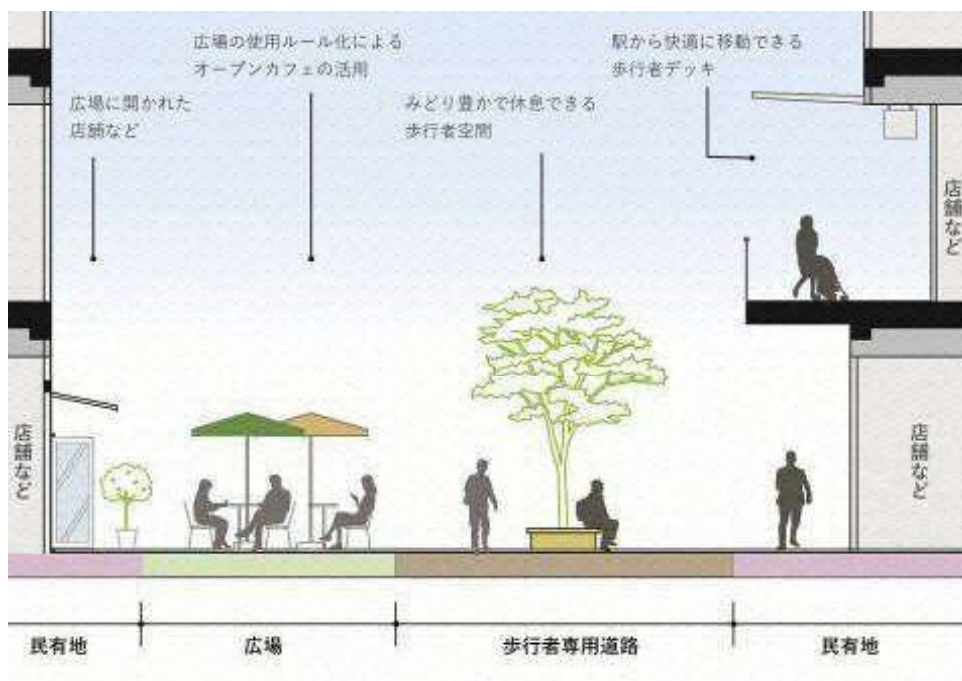 広場の使用ルール化による
オープンカフェの活用
駅から快適に移動できる
歩行者デッキ
広場に開かれた
店舗など
みどり豊かで休息できる
歩行者空間
店舗など
店舗など
店舗など
民有地
広場
歩行者専用道路
民有地